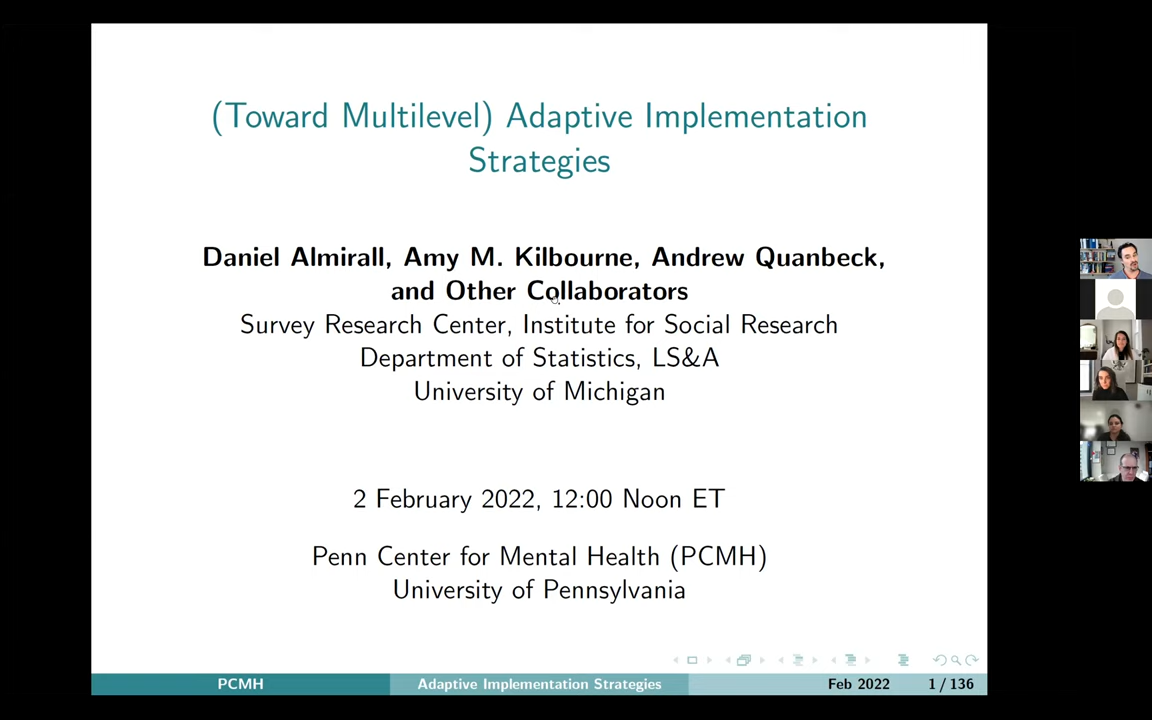 (Toward Multilevel) Adaptive Implementation
Strategies
Daniel Almirall, Amy M. Kilbourne, Andrew Quanbeck,
and Other Collaborators
Survey Research Center, Institute for Social Research
Department of Statistics, LS&A
University of Michigan
2 February 2022, 12:00 Noon ET
Penn Center for Mental Health (PCMH)
University of Pennsylvania
PCMH
Adaptive Implementation Strategies
Feb 2022
1 / 136